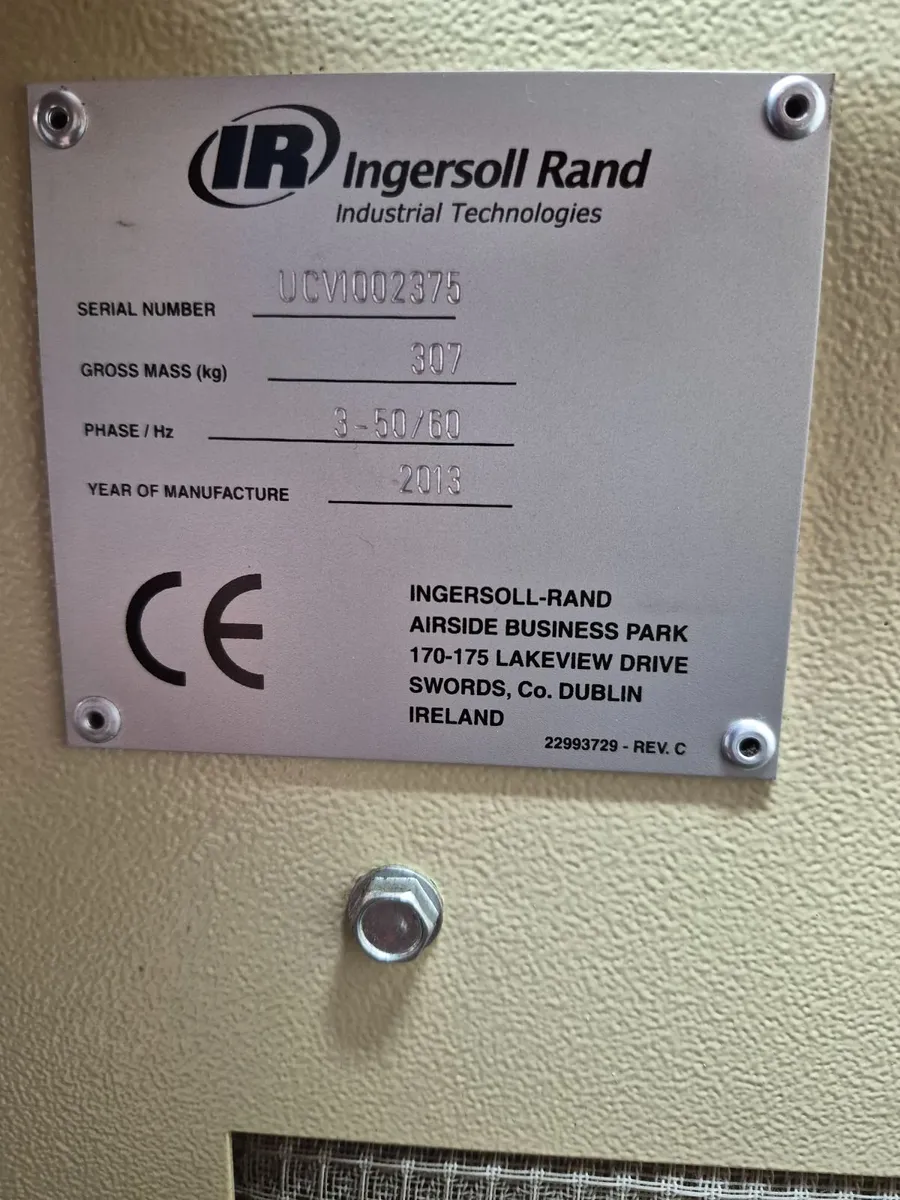 IR Ingersoll Rand
Industrial Technologies
SERIAL NUMBER UCV1002375
GROSS MASS (kg) 307
PHASE / Hz 3-50/60
YEAR OF MANUFACTURE 2013
CE
INGERSOLL-RAND
AIRSIDE BUSINESS PARK
170-175 LAKEVIEW DRIVE
SWORDS, Co. DUBLIN
IRELAND
22993729 - REV. C